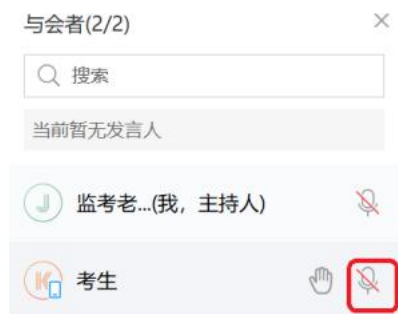 与会者(2/2)
搜索
当前暂无发言人
J 监考老...(我，主持人)
K 考生